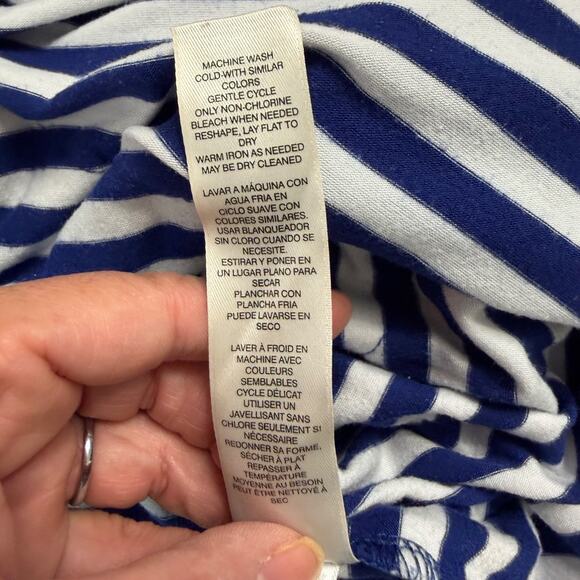 MACHINE WASH
COLD-WITH SIMILAR
COLORS
GENTLE CYCLE
ONLY NON-CHLORINE
BLEACH WHEN NEEDED
RESHAPE, LAY FLAT TO
DRY
WARM IRON AS NEEDED
MAY BE DRY CLEANED
LAVAR A MÁQUINA CON
AGUA FRIA EN
CICLO SUAVE CON
COLORES SIMILARES.
USAR BLANQUEADOR
SIN CLORO CUANDO SE
NECESITE.
ESTIRAR Y PONER EN
UN LUGAR PLANO PARA
SECAR
PLANCHAR CON
PLANCHA FRIA
PUEDE LAVARSE EN
SECO
LAVER À FROID EN
MACHINE AVEC
COULEURS
SEMBLABLES
CYCLE DÉLICAT
UTILISER UN
JAVELLISANT SANS
CHLORE SEULEMENT SI
NÉCESSAIRE
REDONNER SA FORME,
SÉCHER À PLAT
REPASSER À
TEMPÉRATURE
MOYENNE AU BESOIN
PEUT ÊTRE NETTOYÉ À
SEC